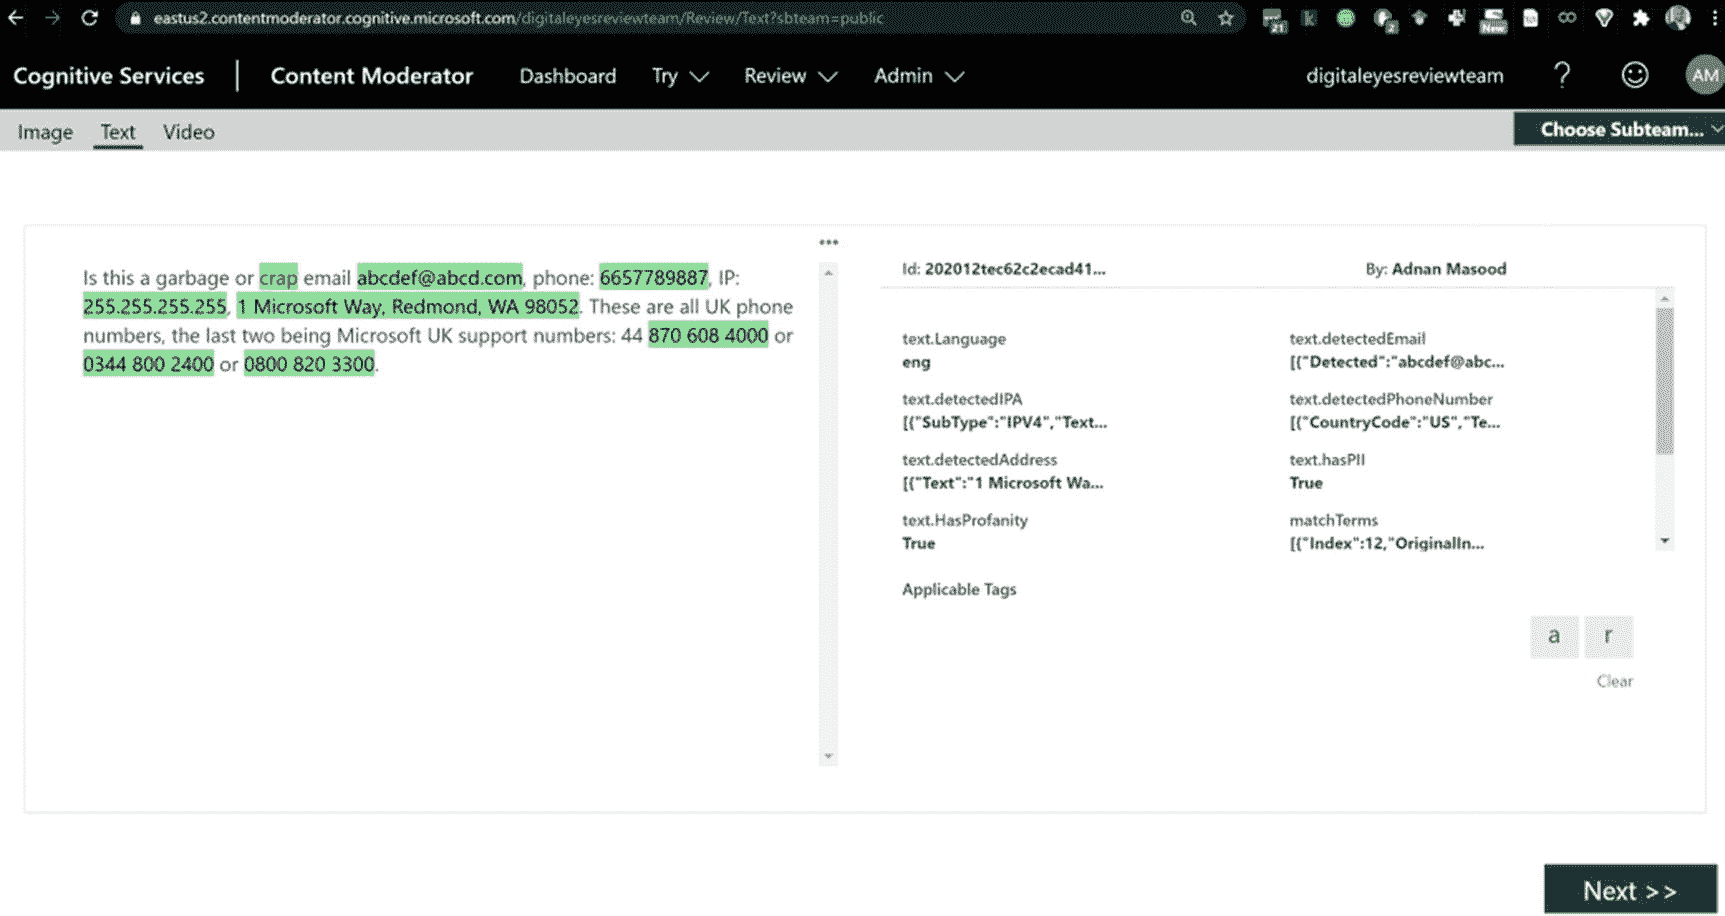 eastus2.contentmoderator.cognitive.microsoft.com/digitaleyesreviewteam/Review/Text?sbteam=public
21
2
New
Cognitive Services | Content Moderator Dashboard Try Review Admin digitaleyesreviewteam ? AM
Image Text Video Choose Subteam...
Is this a garbage or crap email abcdef@abcd.com, phone: 6657789887, IP:
255.255.255.255, 1 Microsoft Way, Redmond, WA 98052. These are all UK phone
numbers, the last two being Microsoft UK support numbers: 44 870 608 4000 or
0344 800 2400 or 0800 820 3300.
Id: 202012tec62c2ecad41... By: Adnan Masood
text.Language text.detectedEmail
eng [{"Detected":"abcdef@abc...
text.detectedIPA text.detectedPhoneNumber
[{"SubType":"IPV4","Text... [{"CountryCode":"US","Te...
text.detectedAddress text.hasPII
[{"Text":"1 Microsoft Wa... True
text.HasProfanity matchTerms
True [{"Index":12,"OriginalIn...
Applicable Tags
a r
Clear
Next >>